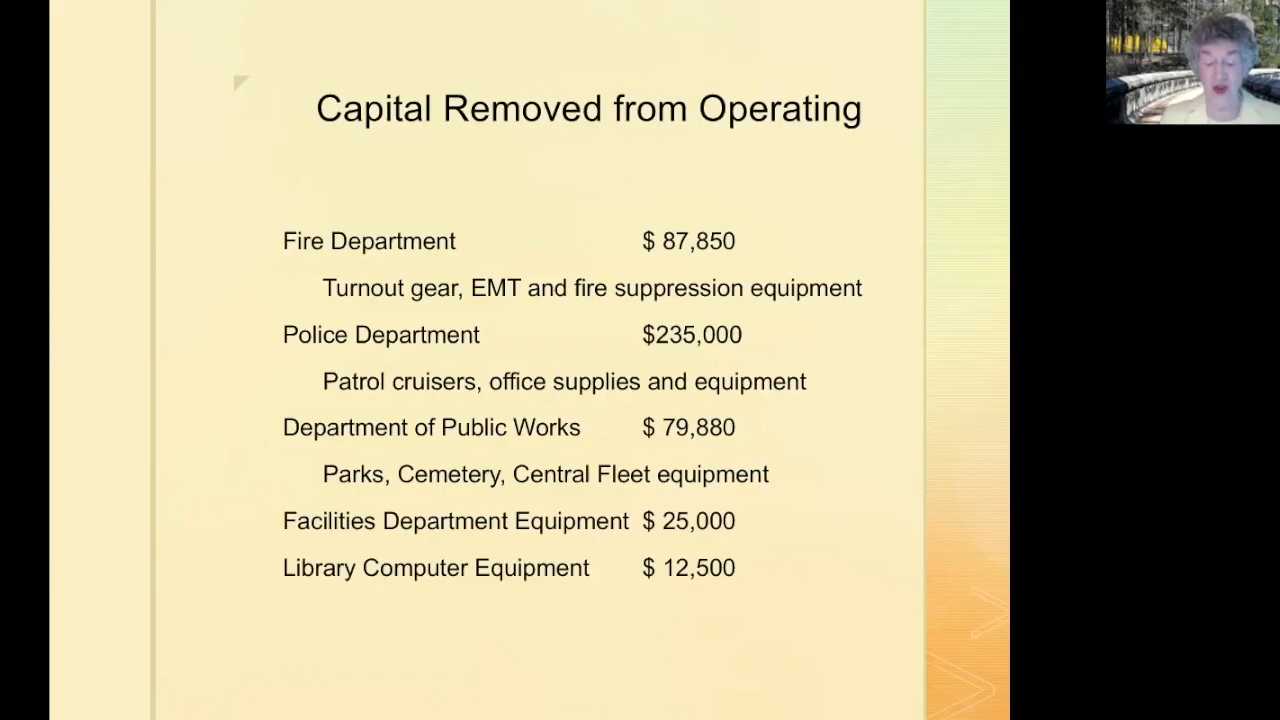 Capital Removed from Operating
Fire Department $ 87,850
Turnout gear, EMT and fire suppression equipment
Police Department $235,000
Patrol cruisers, office supplies and equipment
Department of Public Works $ 79,880
Parks, Cemetery, Central Fleet equipment
Facilities Department Equipment $ 25,000
Library Computer Equipment $ 12,500